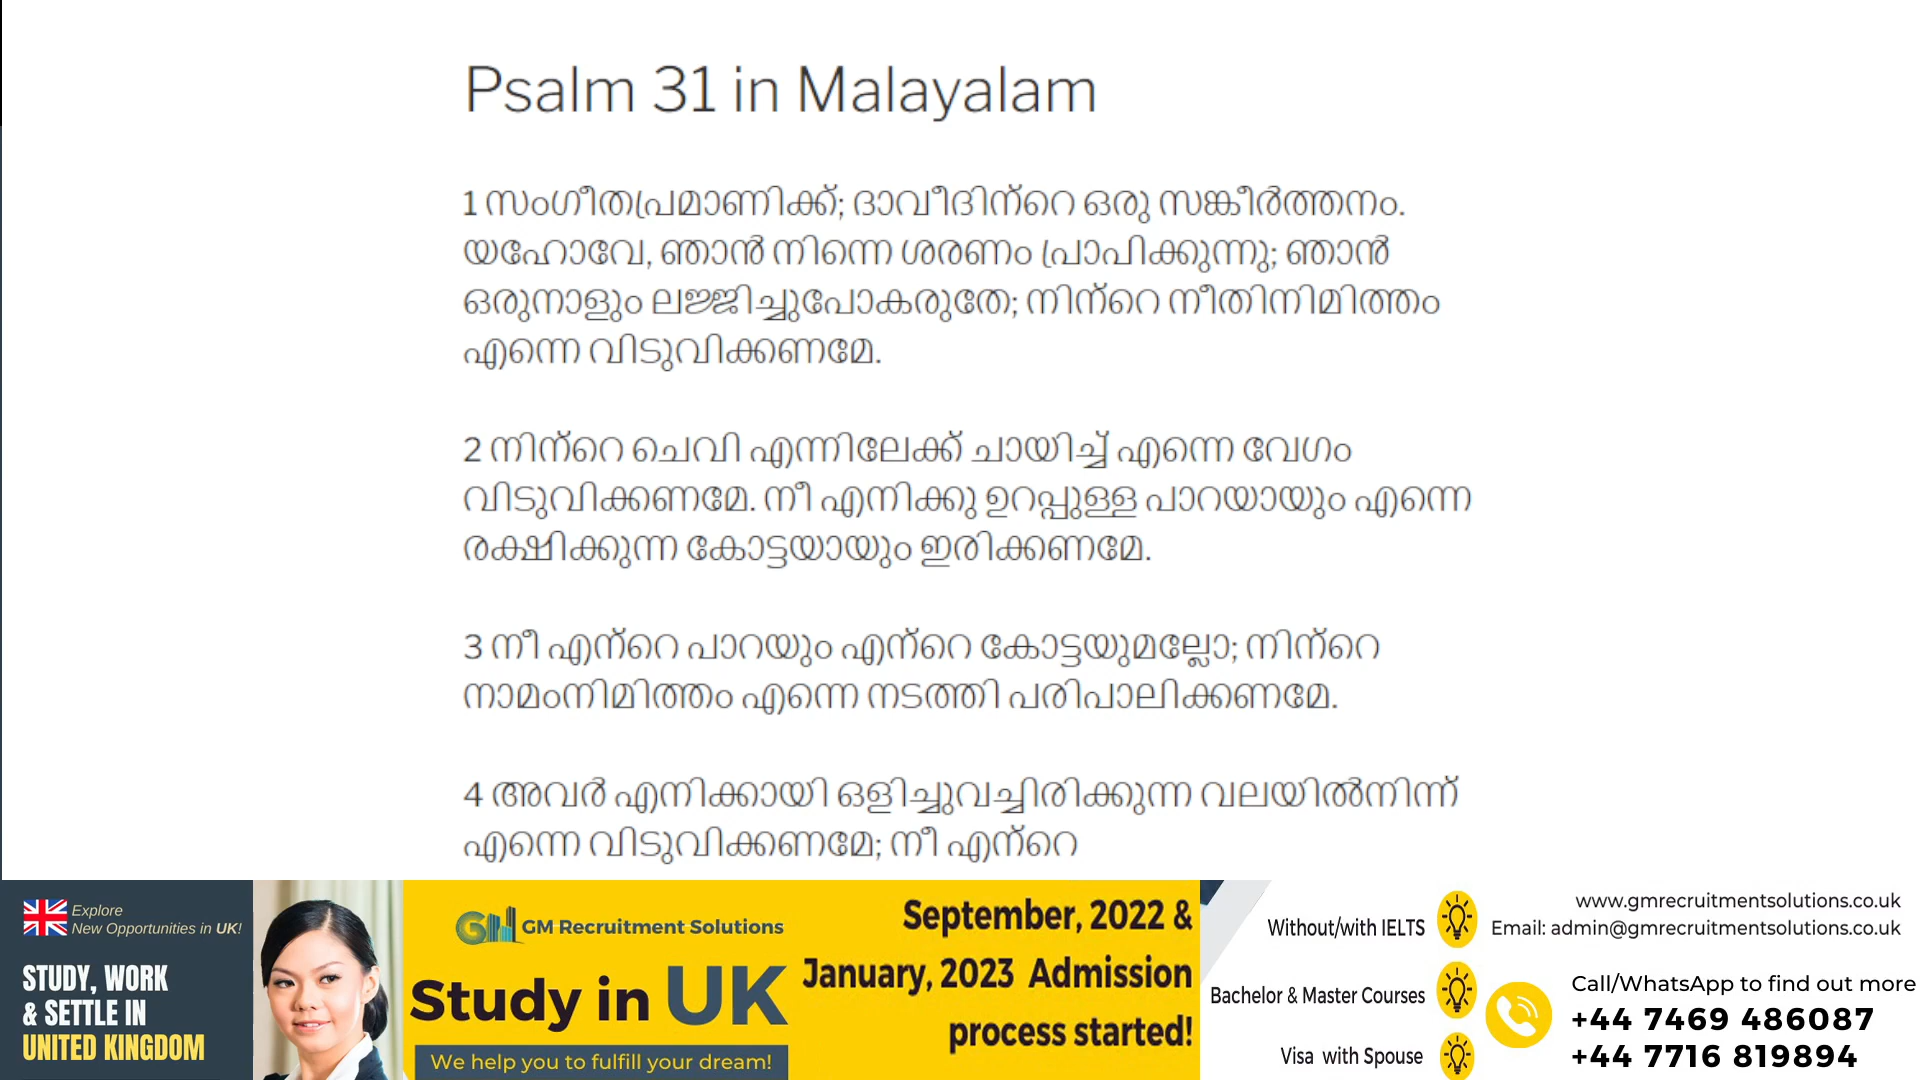 Psalm 31 in Malayalam
1 സംഗീതപ്രമാണിക്ക്; ദാവീദിന്റെ ഒരു സങ്കീർത്തനം.
യഹോവേ, ഞാൻ നിന്നെ ശരണം പ്രാപിക്കുന്നു; ഞാൻ
ഒരുനാളും ലജ്ജിച്ചുപോകരുതേ; നിന്റെ നീതിനിമിത്തം
എന്നെ വിടുവിക്കണമേ.
2 നിന്റെ ചെവി എന്നിലേക്ക് ചായിച്ച് എന്നെ വേഗം
വിടുവിക്കണമേ. നീ എനിക്കു ഉറപ്പുള്ള പാറയായും എന്നെ
രക്ഷിക്കുന്ന കോട്ടയായും ഇരിക്കണമേ.
3 നീ എന്റെ പാറയും എന്റെ കോട്ടയുമല്ലോ; നിന്റെ
നാമംനിമിത്തം എന്നെ നടത്തി പരിപാലിക്കണമേ.
4 അവർ എനിക്കായി ഒളിച്ചുവച്ചിരിക്കുന്ന വലയിൽനിന്ന്
എന്നെ വിടുവിക്കണമേ; നീ എന്റെ
Explore
New Opportunities in UK!
STUDY, WORK
& SETTLE IN
UNITED KINGDOM
GM Recruitment Solutions
Study in UK
We help you to fulfill your dream!
September, 2022 &
January, 2023 Admission
process started!
Without/with IELTS
Bachelor & Master Courses
Visa with Spouse
www.gmrecruitmentsolutions.co.uk
Email: admin@gmrecruitmentsolutions.co.uk
Call/WhatsApp to find out more
+44 7469 486087
+44 7716 819894